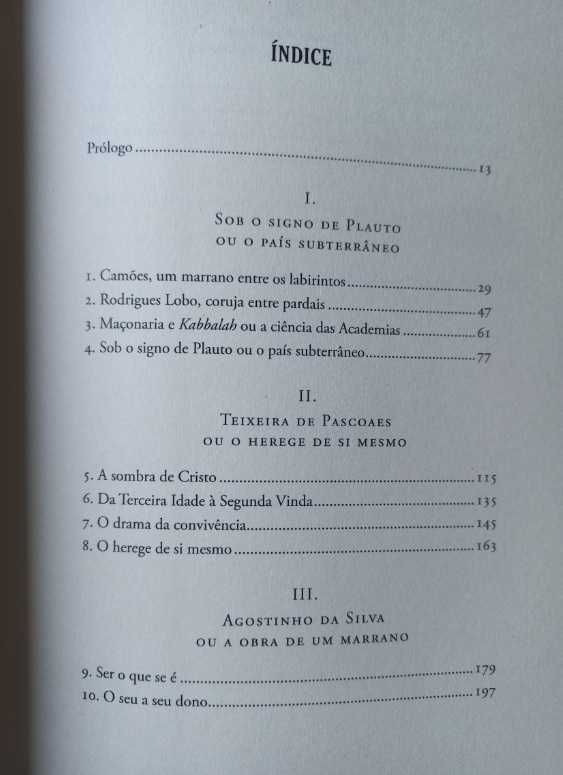 ÍNDICE
Prólogo ........ 13
I.
Sob o signo de Plauto
ou o país subterrâneo
1. Camões, um marrano entre os labirintos ........ 29
2. Rodrigues Lobo, coruja entre pardais ........ 47
3. Maçonaria e Kabbalah ou a ciência das Academias ........ 61
4. Sob o signo de Plauto ou o país subterrâneo ........ 77
II.
Teixeira de Pascoaes
ou o herege de si mesmo
5. A sombra de Cristo ........ 115
6. Da Terceira Idade à Segunda Vinda ........ 135
7. O drama da convivência ........ 145
8. O herege de si mesmo ........ 163
III.
Agostinho da Silva
ou a obra de um marrano
9. Ser o que se é ........ 179
10. O seu a seu dono ........ 197